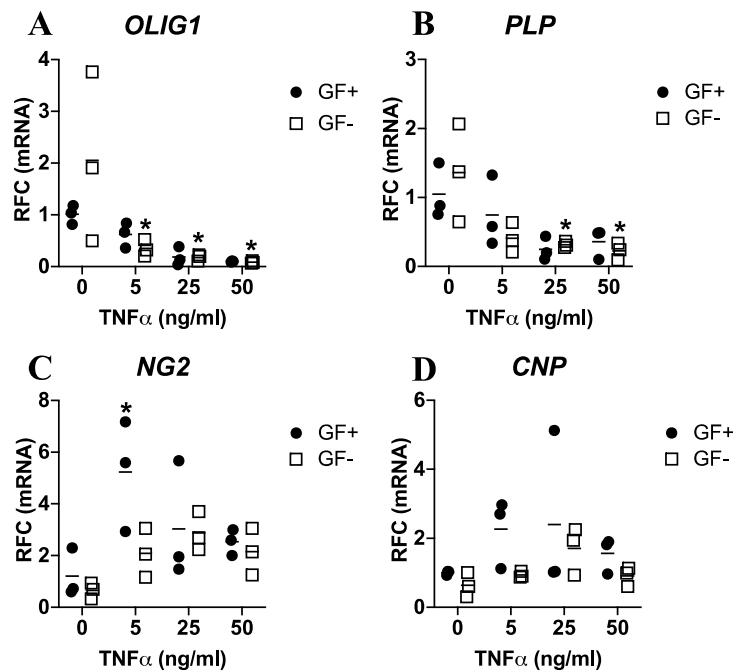 A
OLIG1
RFC (mRNA)
4
3
2
1
0
*
*
*
0 5 25 50
TNFα (ng/ml)
GF+
GF-
B
PLP
RFC (mRNA)
3
2
1
0
*
*
0 5 25 50
TNFα (ng/ml)
GF+
GF-
C
NG2
RFC (mRNA)
8
6
4
2
0
*
0 5 25 50
TNFα (ng/ml)
GF+
GF-
D
CNP
RFC (mRNA)
6
4
2
0
0 5 25 50
TNFα (ng/ml)
GF+
GF-